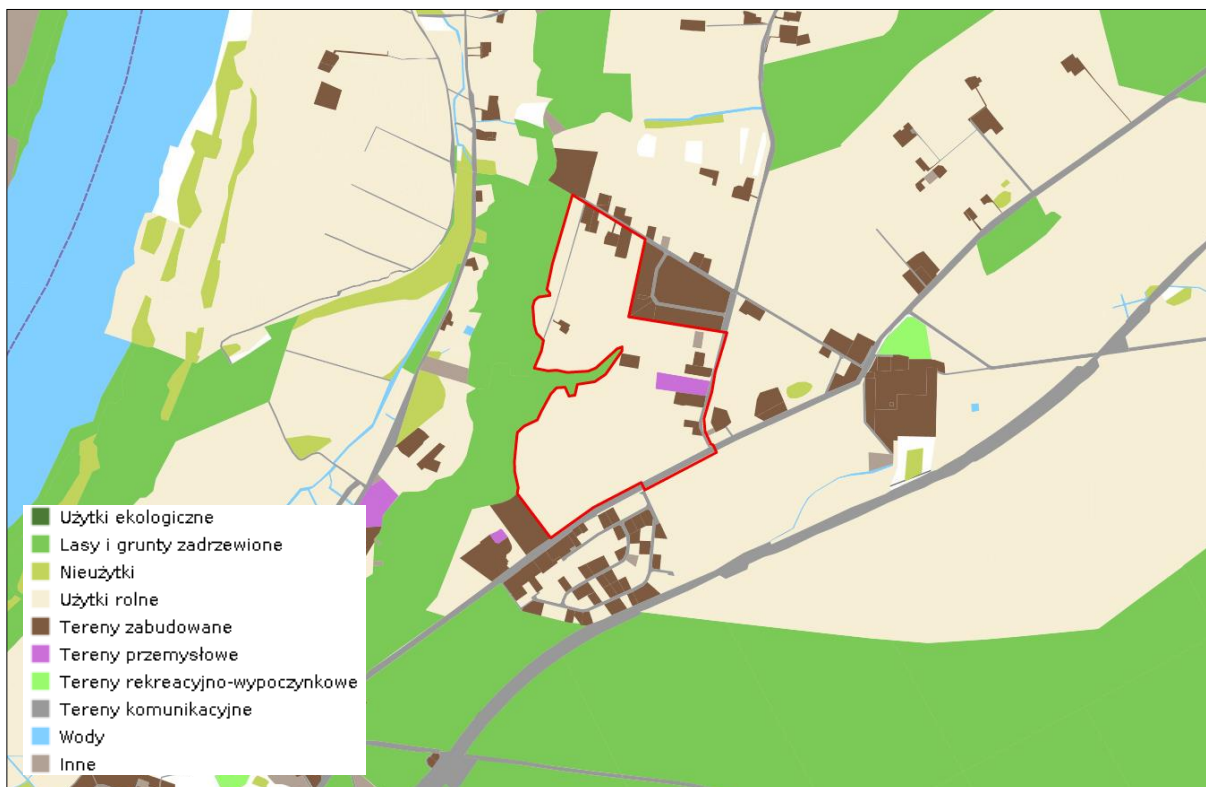 Użytki ekologiczne
Lasy i grunty zadrzewione
Nieużytki
Użytki rolne
Tereny zabudowane
Tereny przemysłowe
Tereny rekreacyjno-wypoczynkowe
Tereny komunikacyjne
Wody
Inne